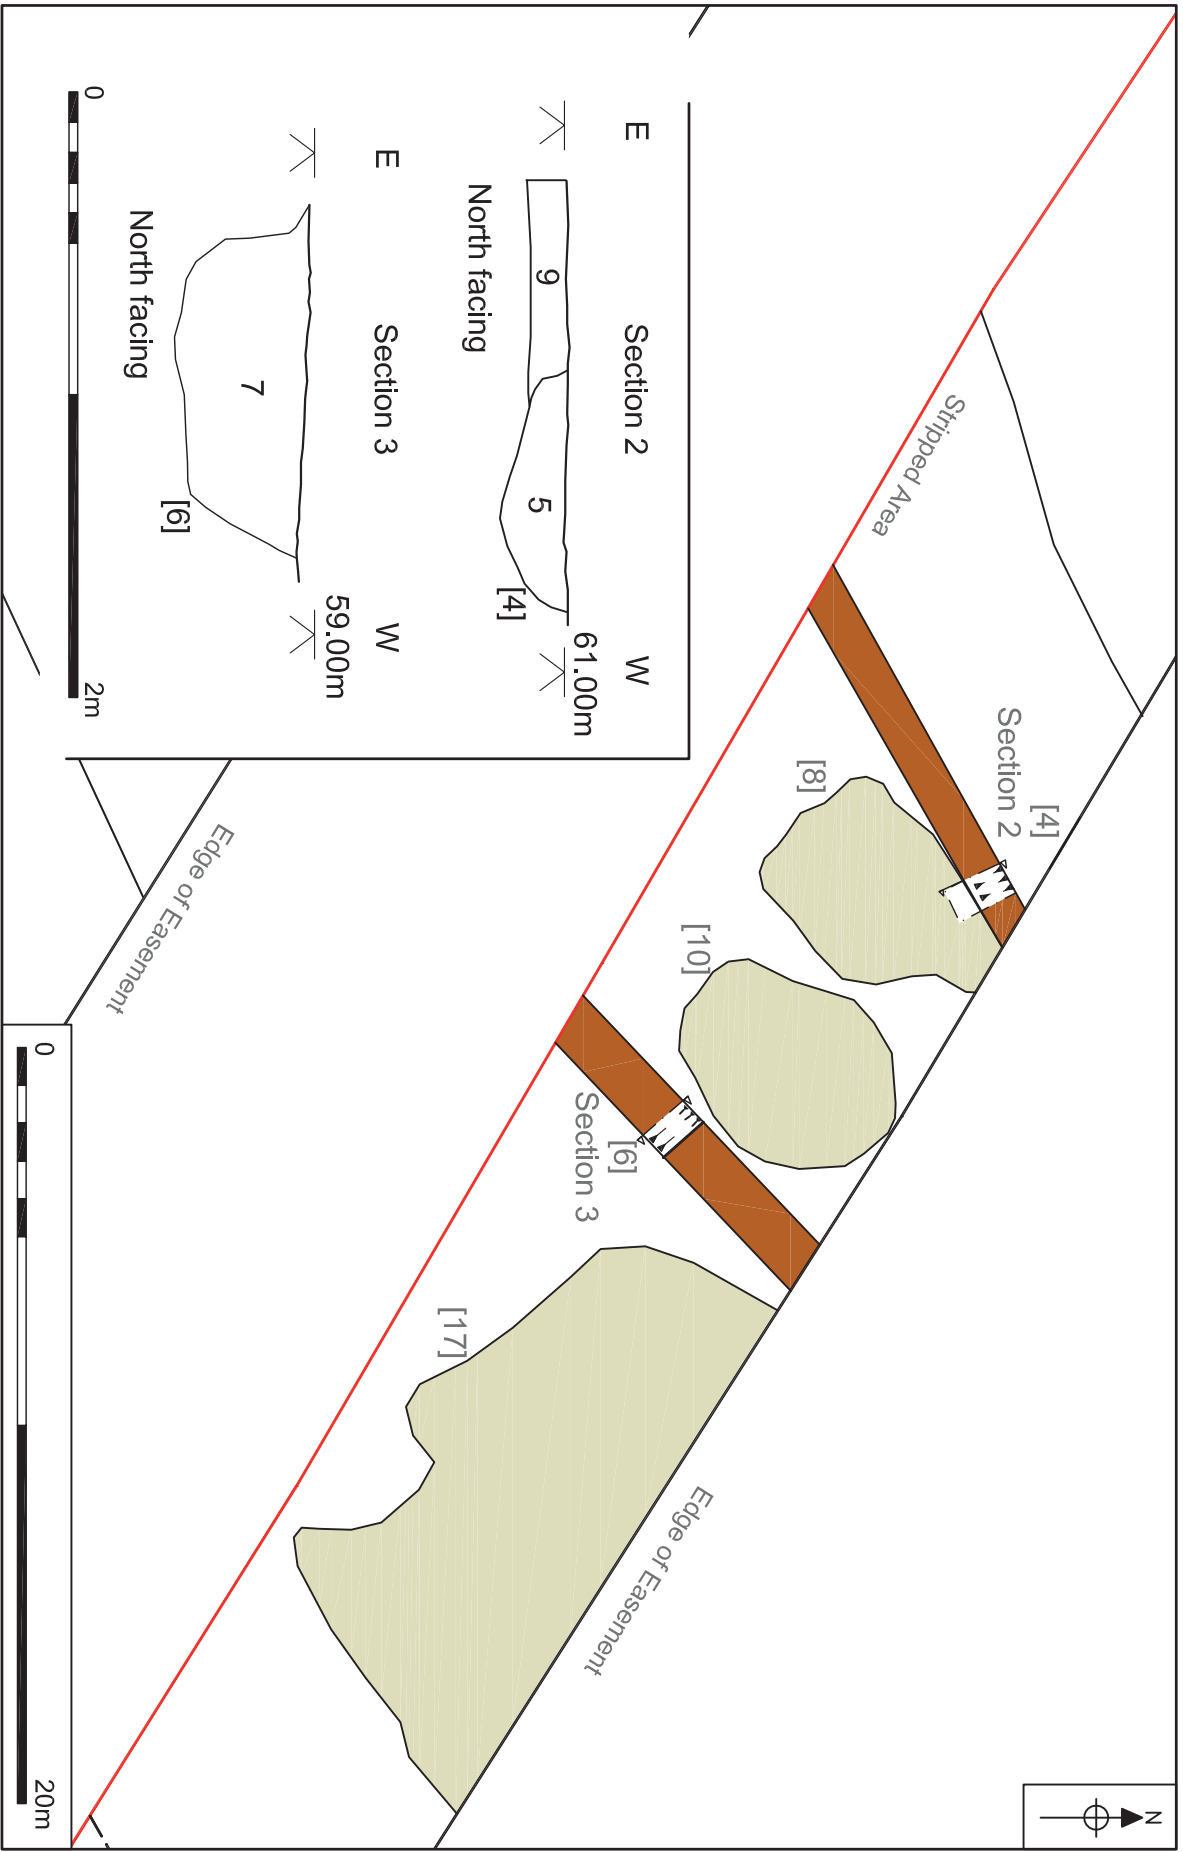 N
[4]
Section 2
Stripped Area
[8]
[10]
[6]
Section 3
[17]
Edge of Easement
Edge of Easement
E
Section 2
W
61.00m
9
5
[4]
North facing
E
Section 3
W
59.00m
7
[6]
North facing
0
2m
0
20m